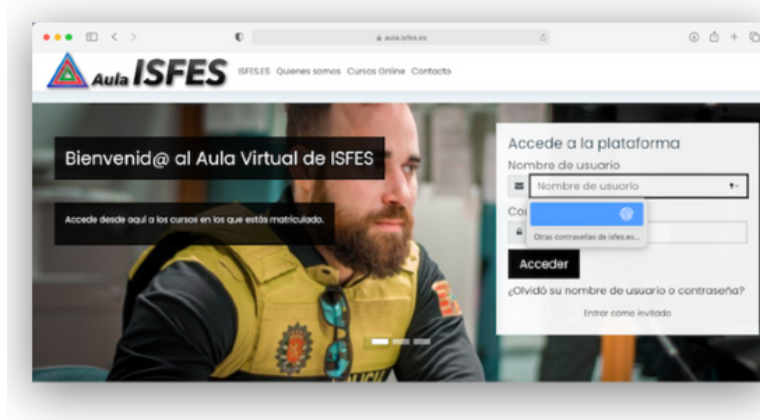 aula.isfes.es
Aula ISFES
ISFES.ES Quienes somos Cursos Online Contacto
Bienvenid@ al Aula Virtual de ISFES
Accede desde aquí a los cursos en los que estás matriculado.
Accede a la plataforma
Nombre de usuario
Nombre de usuario
Co
Otras contraseñas de isfes.es...
Acceder
¿Olvidó su nombre de usuario o contraseña?
Entrar como invitado